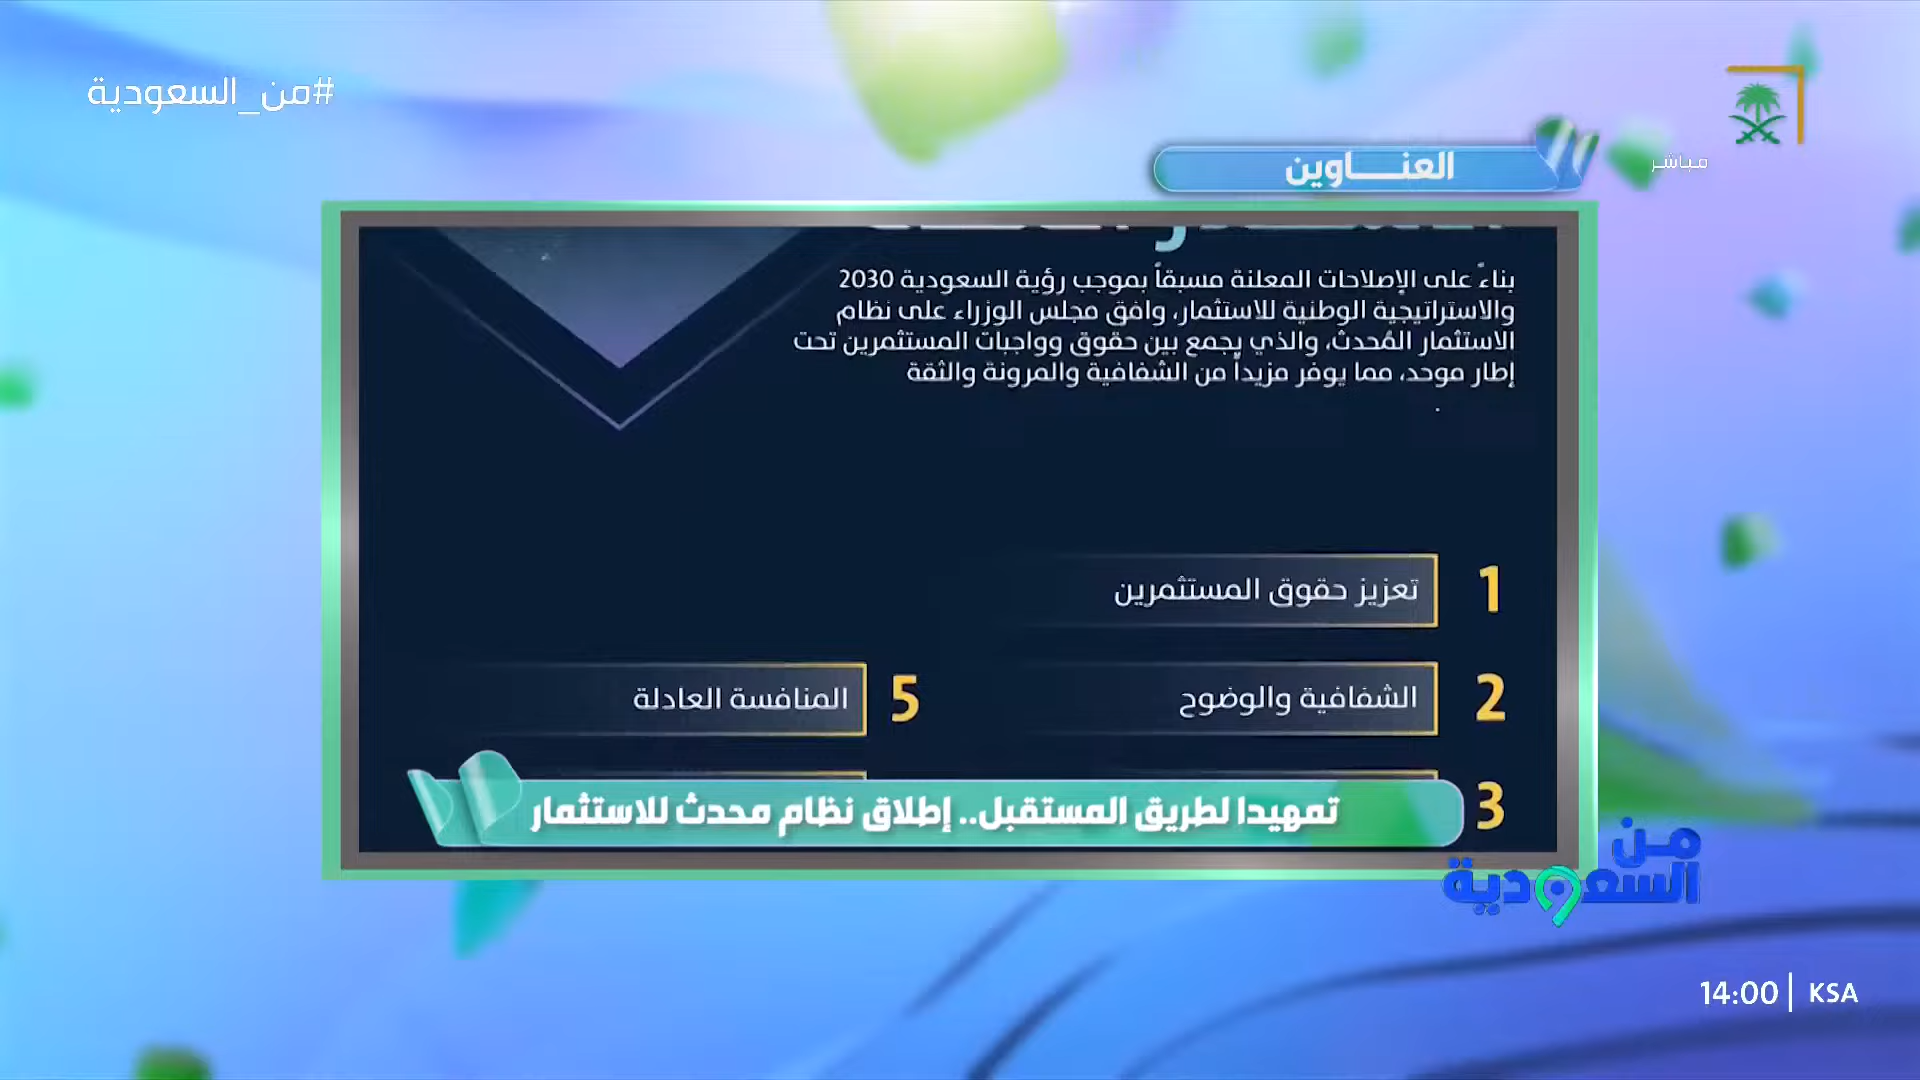 #من_السعودية
مباشر
العنـــاوين
بناءً على الإصلاحات المعلنة مسبقاً بموجب رؤية السعودية 2030
والاستراتيجية الوطنية للاستثمار، وافق مجلس الوزراء على نظام
الاستثمار المُحدث، والذي يجمع بين حقوق وواجبات المستثمرين تحت
إطار موحد، مما يوفر مزيداً من الشفافية والمرونة والثقة
.
1 تعزيز حقوق المستثمرين
2 الشفافية والوضوح
5 المنافسة العادلة
3
تمهيدا لطريق المستقبل.. إطلاق نظام محدث للاستثمار
من
السعودية
14:00 | KSA